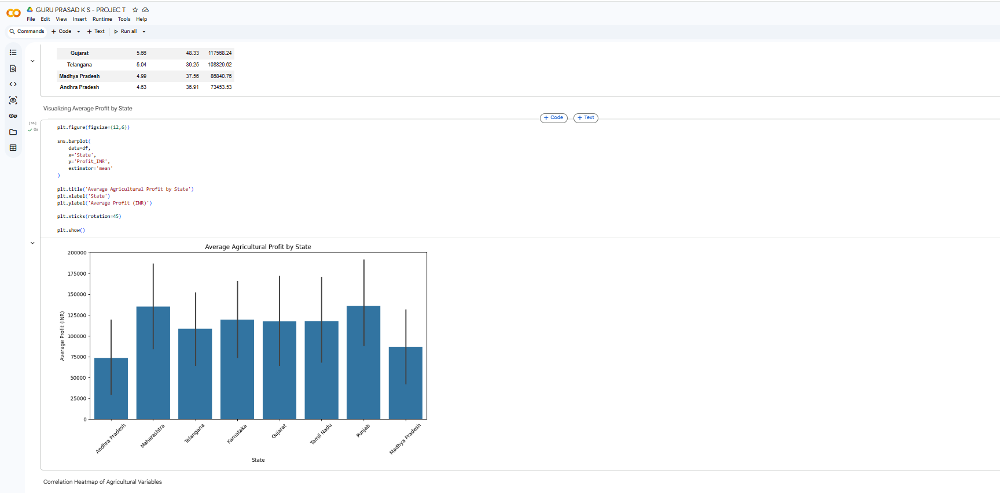 GURU PRASAD K S - PROJEC T
File Edit View Insert Runtime Tools Help
Commands + Code + Text Run all
Gujarat 5.66 48.33 117568.24
Telangana 5.04 39.25 108829.62
Madhya Pradesh 4.99 37.56 86840.76
Andhra Pradesh 4.63 36.91 73453.53
Visualizing Average Profit by State
+ Code + Text
[36]
0s
plt.figure(figsize=(12,6))
sns.barplot(
data=df,
x='State',
y='Profit_INR',
estimator='mean'
)
plt.title('Average Agricultural Profit by State')
plt.xlabel('State')
plt.ylabel('Average Profit (INR)')
plt.xticks(rotation=45)
plt.show()
Average Agricultural Profit by State
200000
175000
150000
125000
100000
75000
50000
25000
0
Average Profit (INR)
Andhra Pradesh
Maharashtra
Telangana
Karnataka
Gujarat
Tamil Nadu
Punjab
Madhya Pradesh
State
Correlation Heatmap of Agricultural Variables